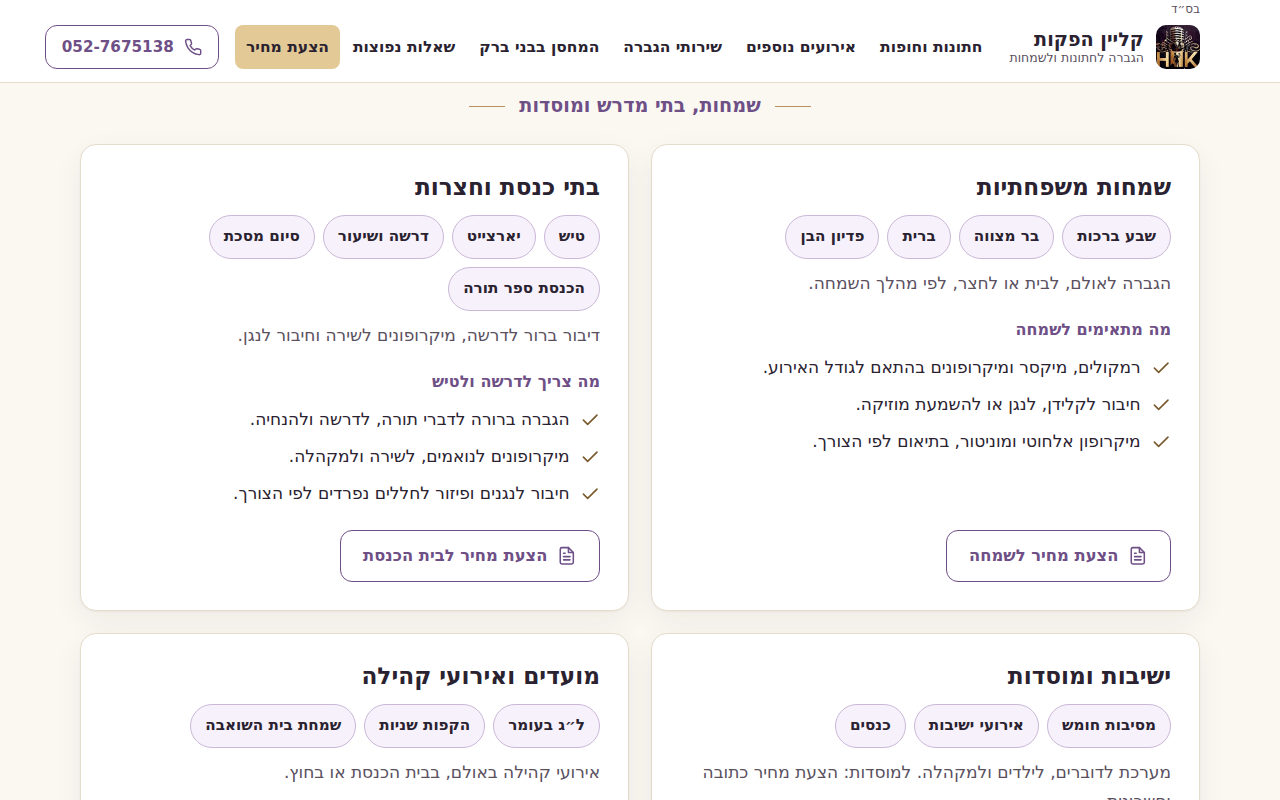 בס״ד
קליין הפקות
הגברה לחתונות ולשמחות
חתונות וחופות
אירועים נוספים
שירותי הגברה
המחסן בבני ברק
שאלות נפוצות
הצעת מחיר
052-7675138
שמחות, בתי מדרש ומוסדות
שמחות משפחתיות
שבע ברכות
בר מצווה
ברית
פדיון הבן
הגברה לאולם, לבית או לחצר, לפי מהלך השמחה.
מה מתאימים לשמחה
רמקולים, מיקסר ומיקרופונים בהתאם לגודל האירוע.
חיבור לקלידן, לנגן או להשמעת מוזיקה.
מיקרופון אלחוטי ומוניטור, בתיאום לפי הצורך.
הצעת מחיר לשמחה
בתי כנסת וחצרות
טיש
יארצייט
דרשה ושיעור
סיום מסכת
הכנסת ספר תורה
דיבור ברור לדרשה, מיקרופונים לשירה וחיבור לנגן.
מה צריך לדרשה ולטיש
הגברה ברורה לדברי תורה, לדרשה ולהנחיה.
מיקרופונים לנואמים, לשירה ולמקהלה.
חיבור לנגנים ופיזור לחללים נפרדים לפי הצורך.
הצעת מחיר לבית הכנסת
ישיבות ומוסדות
מסיבות חומש
אירועי ישיבות
כנסים
מערכת לדוברים, לילדים ולמקהלה. למוסדות: הצעת מחיר כתובה
מועדים ואירועי קהילה
ל״ג בעומר
הקפות שניות
שמחת בית השואבה
אירועי קהילה באולם, בבית הכנסת או בחוץ.